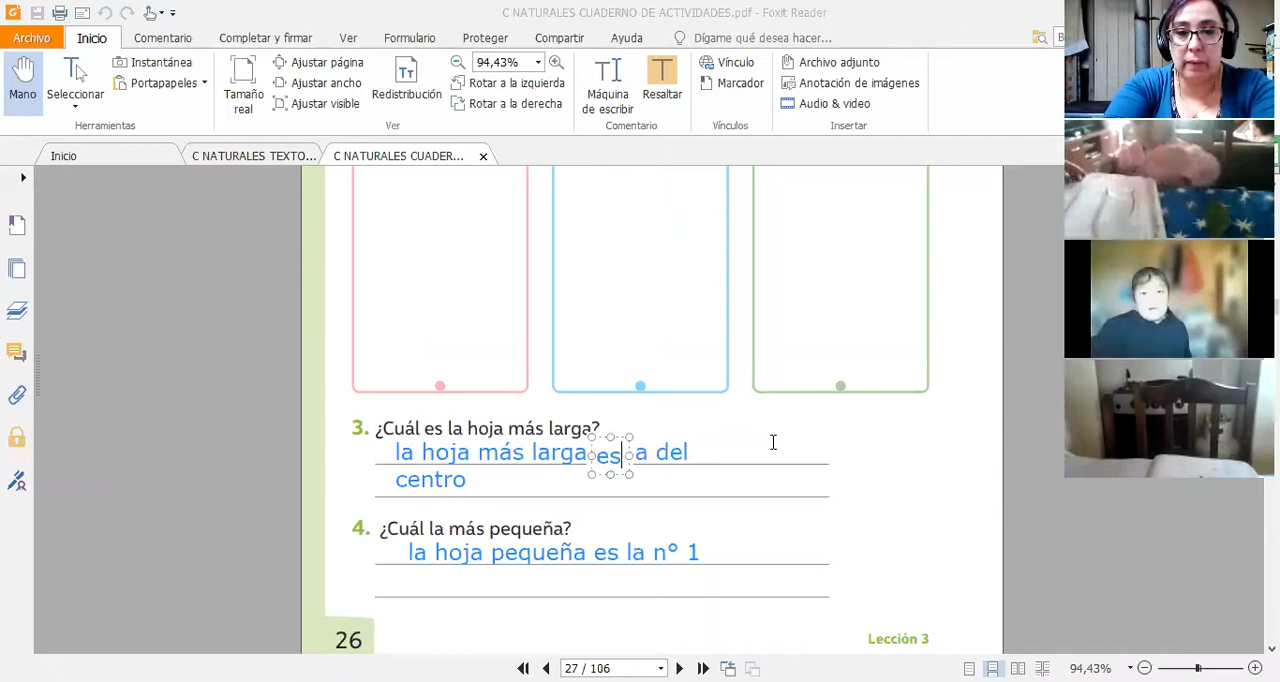 C NATURALES CUADERNO DE ACTIVIDADES.pdf - Foxit Reader
Archivo Inicio Comentario Completar y firmar Ver Formulario Proteger Compartir Ayuda Dígame qué desea hacer...
Mano
Seleccionar
Instantánea
Portapapeles
Herramientas
Tamaño real
Ajustar página
Ajustar ancho
Ajustar visible
Redistribución
94,43%
Rotar a la izquierda
Rotar a la derecha
Ver
Máquina de escribir
Resaltar
Comentario
Vínculo
Marcador
Vínculos
Archivo adjunto
Anotación de imágenes
Audio & video
Insertar
Inicio C NATURALES TEXTO... C NATURALES CUADER...
3. ¿Cuál es la hoja más larga?
la hoja más larga es a del
centro
4. ¿Cuál la más pequeña?
la hoja pequeña es la n° 1
26
Lección 3
27 / 106
94,43%